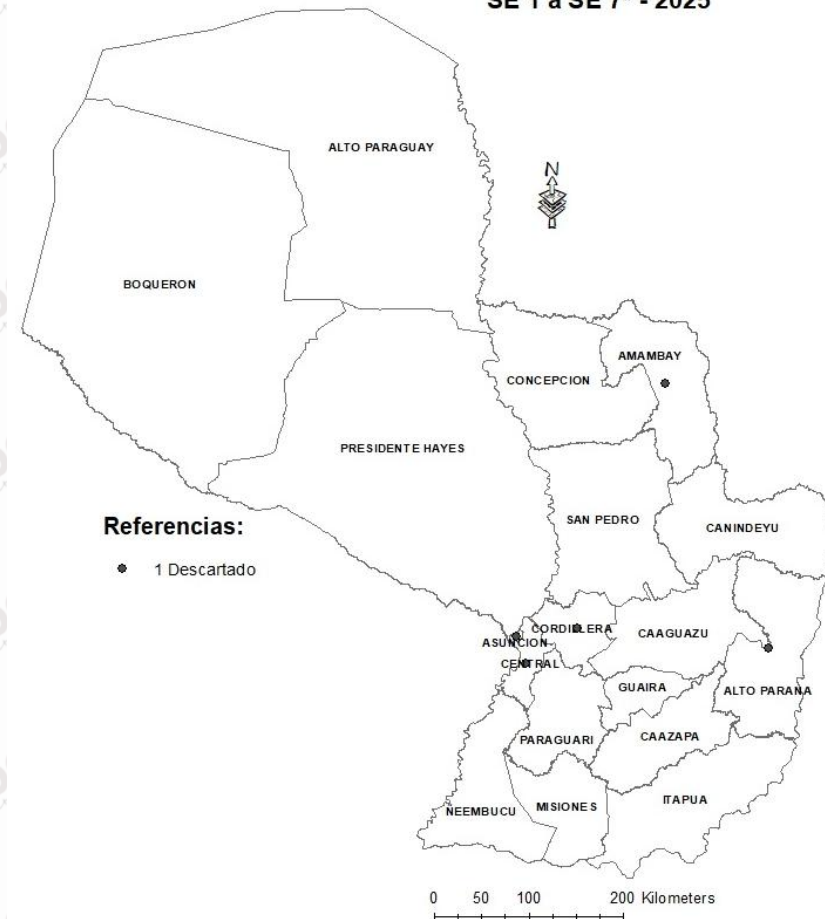 SE 1 a SE 7* - 2025
N
ALTO PARAGUAY
BOQUERON
AMAMBAY
CONCEPCION
PRESIDENTE HAYES
SAN PEDRO
CANINDEYU
Referencias:
1 Descartado
CORDILLERA
CAAGUAZU
ASUNCION
CENTRAL
GUAIRA
ALTO PARANA
CAAZAPA
PARAGUARI
ITAPUA
MISIONES
ÑEEMBUCU
0 50 100 200 Kilometers